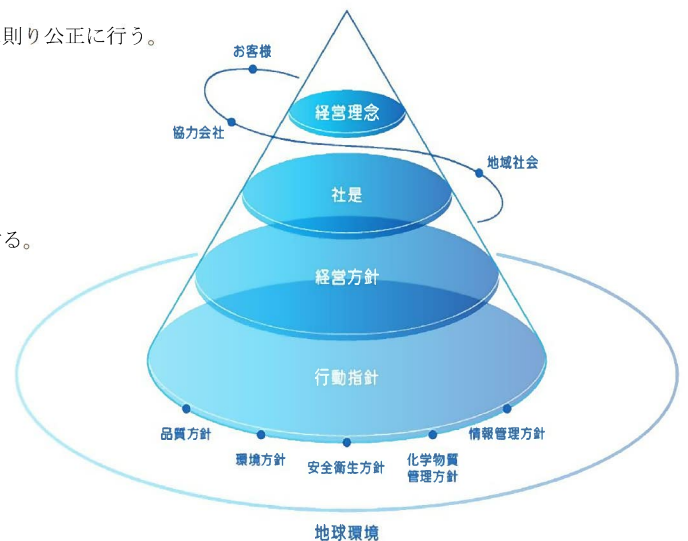 則り公正に行う。
お客様
経営理念
協力会社
地域社会
社是
する。
経営方針
行動指針
品質方針
情報管理方針
環境方針
安全衛生方針
化学物質
管理方針
地球環境